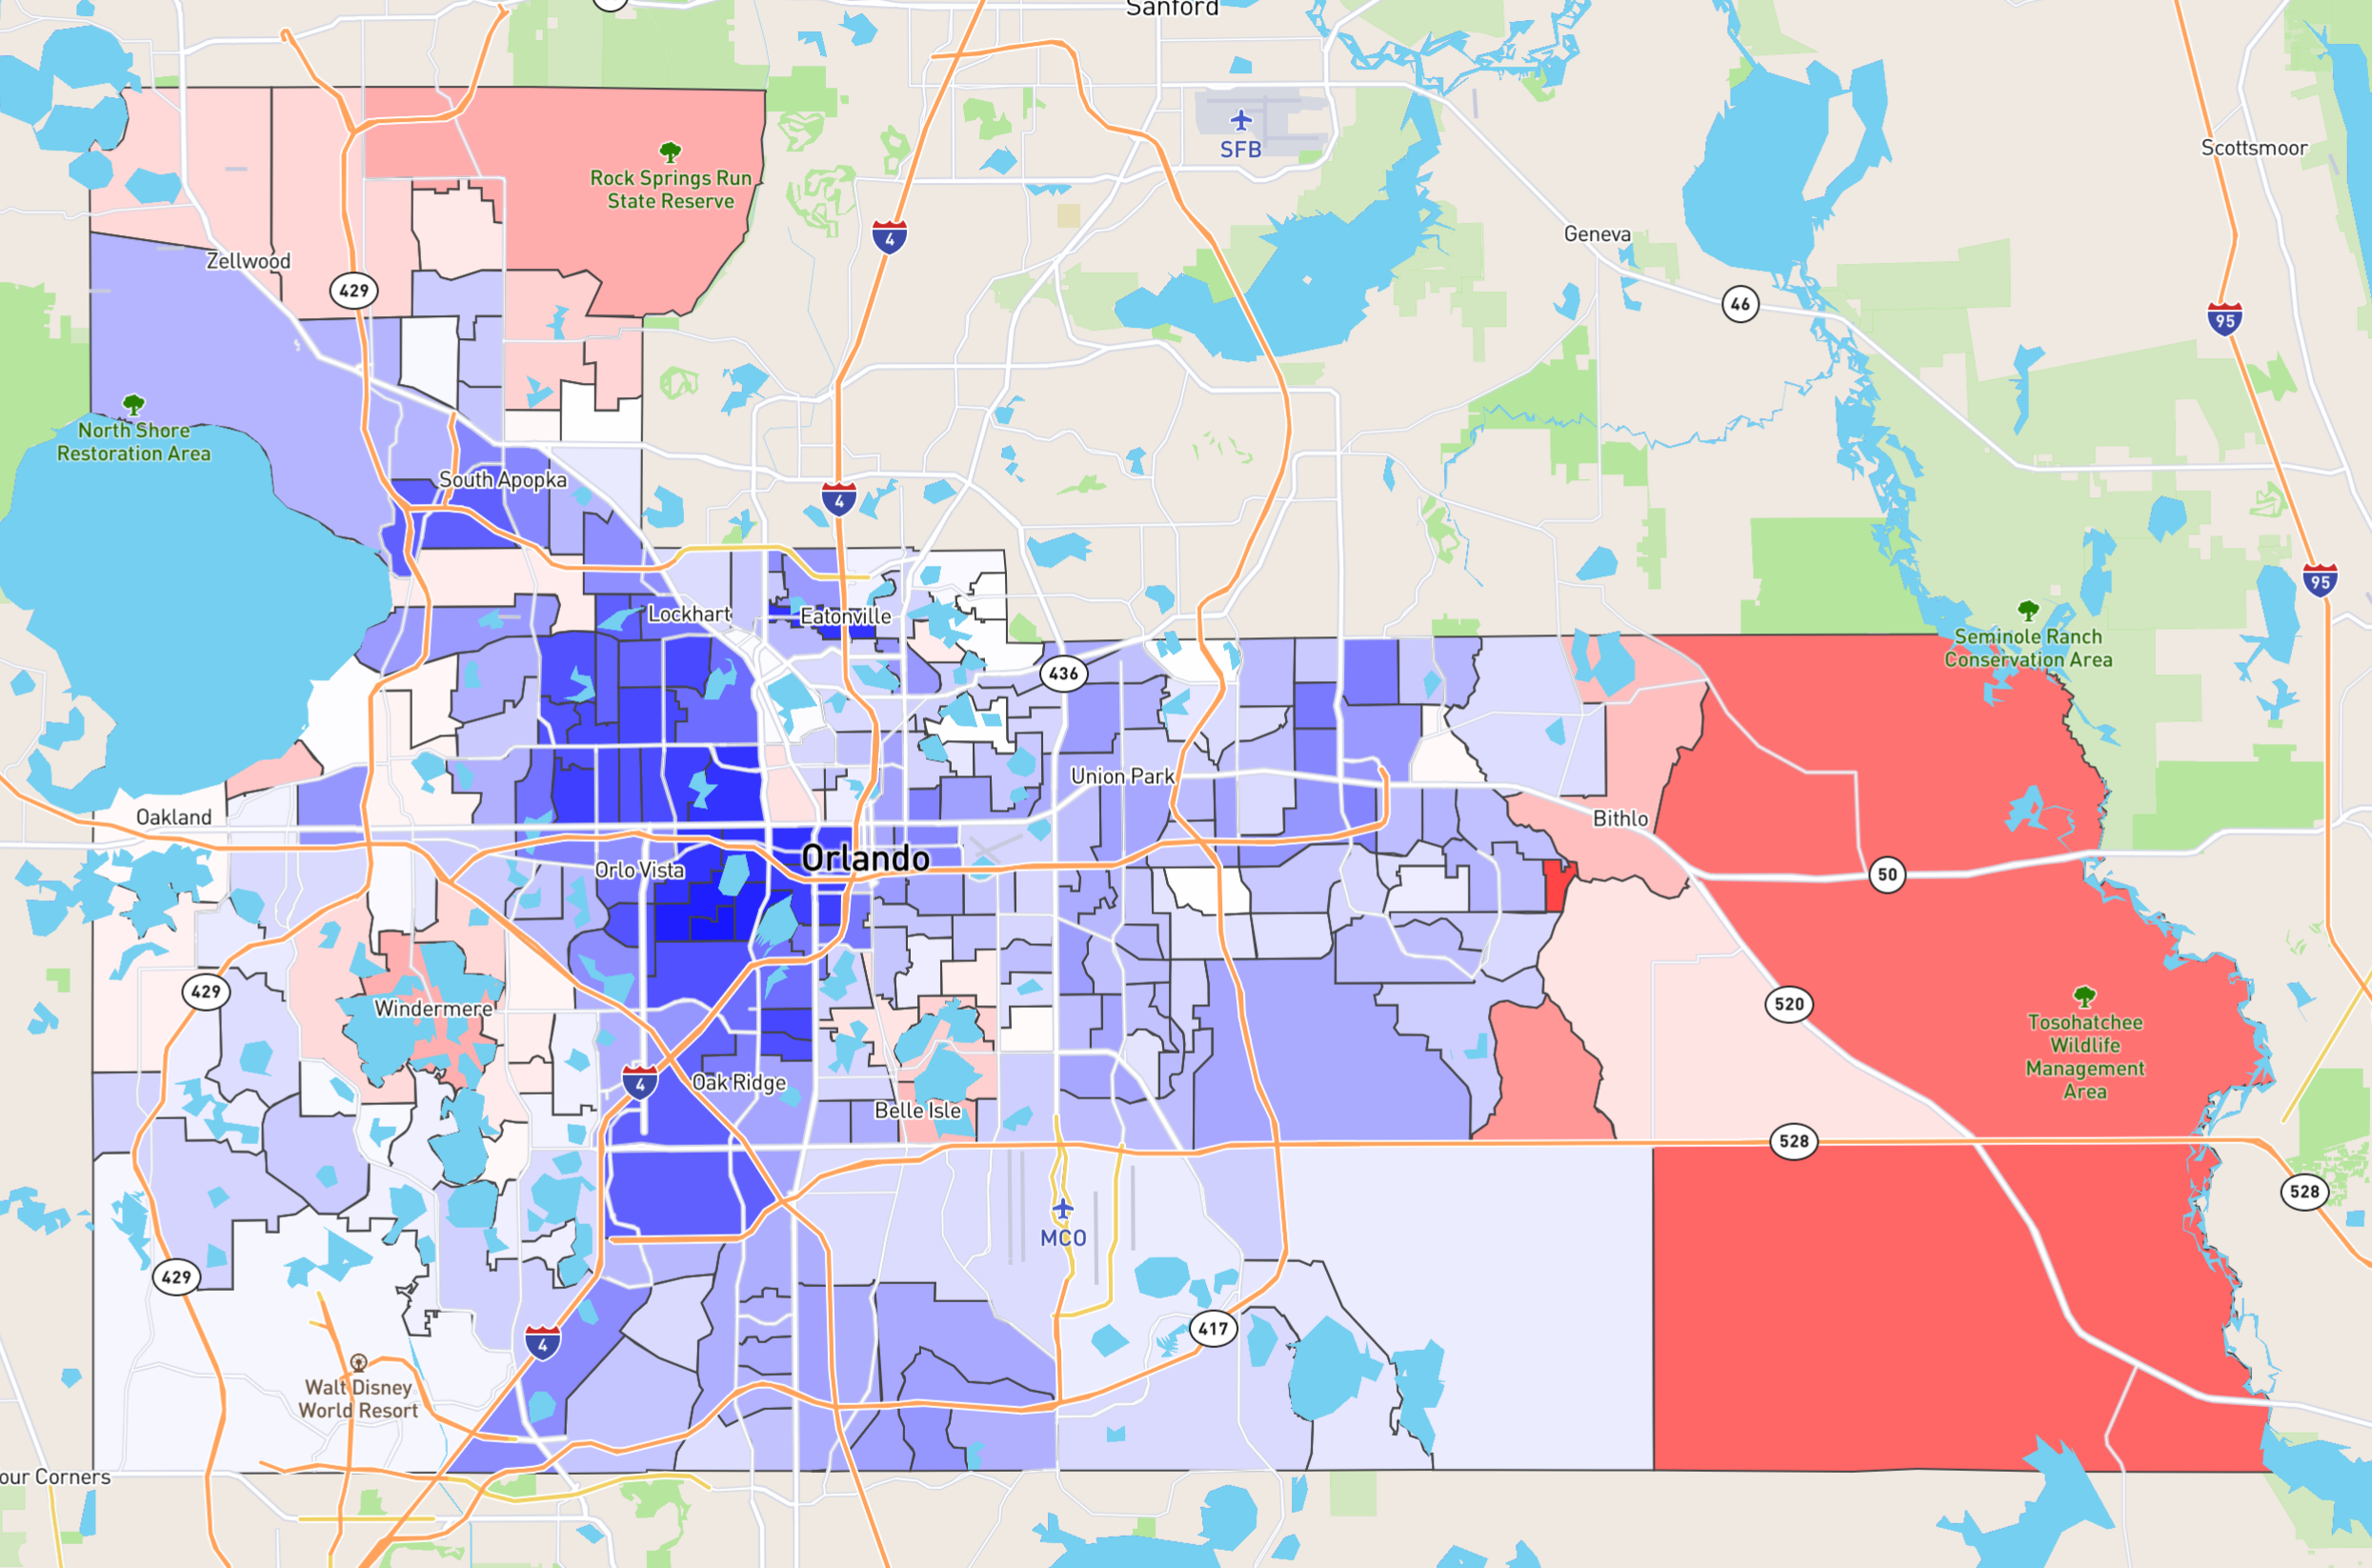 Sanford
SFB
Scottsmoor
Rock Springs Run
State Reserve
4
Geneva
Zellwood
429
46
95
North Shore
Restoration Area
South Apopka
4
95
Lockhart
Eatonville
Seminole Ranch
Conservation Area
436
Union Park
Oakland
Bithlo
Orlando
Orlo Vista
50
429
Windermere
520
Tosohatchee
Wildlife
Management
Area
4
Oak Ridge
Belle Isle
528
528
MCO
429
417
4
Walt Disney
World Resort
our Corners